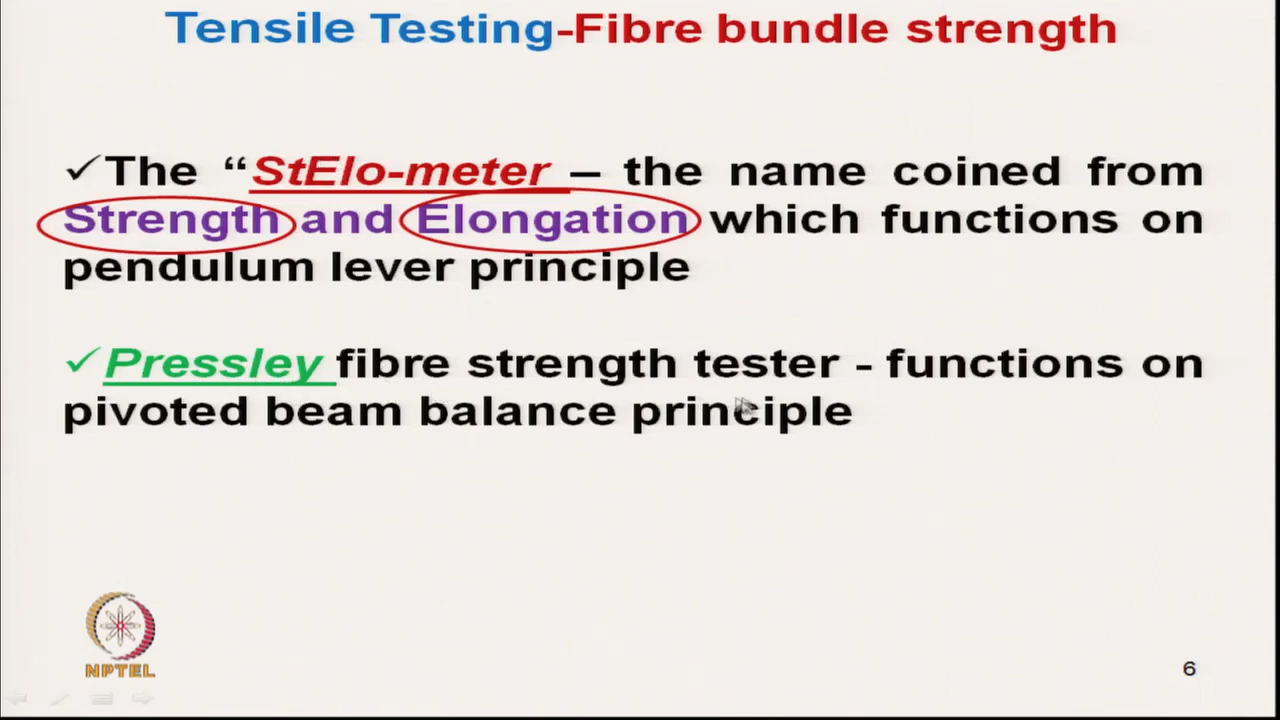 Tensile Testing-Fibre bundle strength
✓The “StElo-meter – the name coined from
Strength and Elongation which functions on
pendulum lever principle
✓Pressley fibre strength tester - functions on
pivoted beam balance principle
NPTEL
6